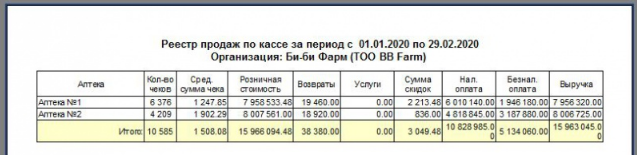 Реестр продаж по кассе за период с 01.01.2020 по 29.02.2020
Организация: Би-би Фарм (ТОО BB Farm)
Аптека Кол-во чеков Сред. сумма чека Розничная стоимость Возвраты Услуги Сумма скидок Нал. оплата Безнал. оплата Выручка
Аптека №1 6 376 1 247.85 7 958 533.48 19 460.00 0.00 2 213.48 6 010 140.00 1 946 180.00 7 956 320.00
Аптека №2 4 209 1 902.29 8 007 561.00 18 920.00 0.00 836.00 4 818 845.00 3 187 880.00 8 006 725.00
Итого: 10 585 1 508.08 15 966 094.48 38 380.00 0.00 3 049.48 10 828 985.00 5 134 060.00 15 963 045.00